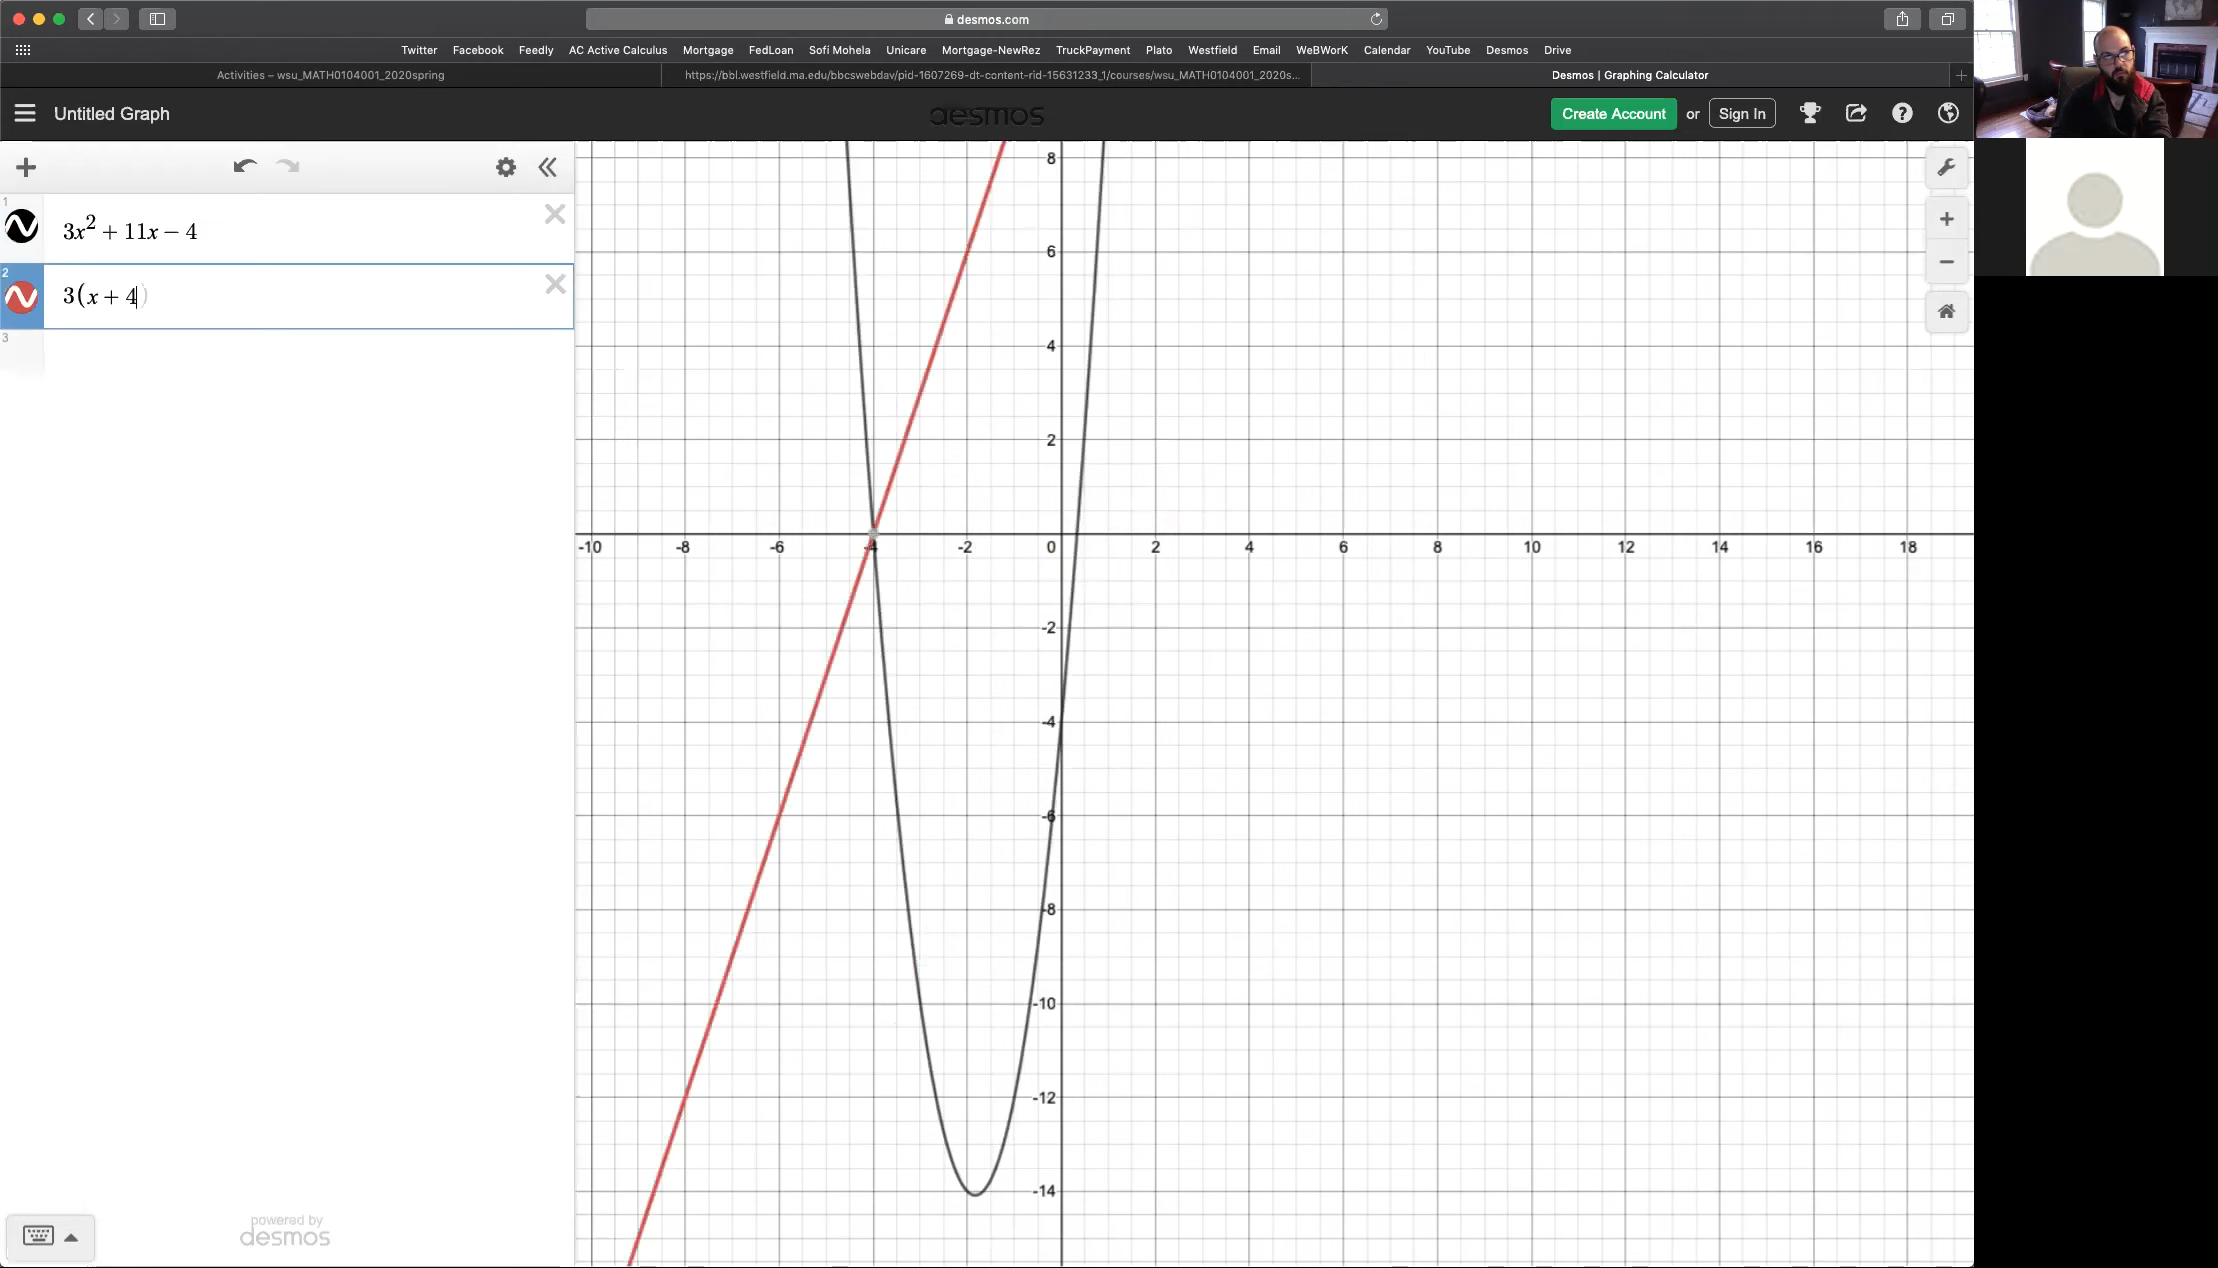 desmos.com
Twitter Facebook Feedly AC Active Calculus Mortgage FedLoan Sofi Mohela Unicare Mortgage-NewRez TruckPayment Plato Westfield Email WeBWorK Calendar YouTube Desmos Drive
Activities – wsu_MATH0104001_2020spring
https://bbl.westfield.ma.edu/bbcswebdav/pid-1607269-dt-content-rid-15631233_1/courses/wsu_MATH0104001_2020s...
Desmos | Graphing Calculator
Untitled Graph
desmos
Create Account or Sign In
1
3x² + 11x − 4
2
3(x + 4)
3
8
6
4
2
-10 -8 -6 -4 -2 0 2 4 6 8 10 12 14 16 18
-2
-4
-6
-8
-10
-12
-14
powered by
desmos